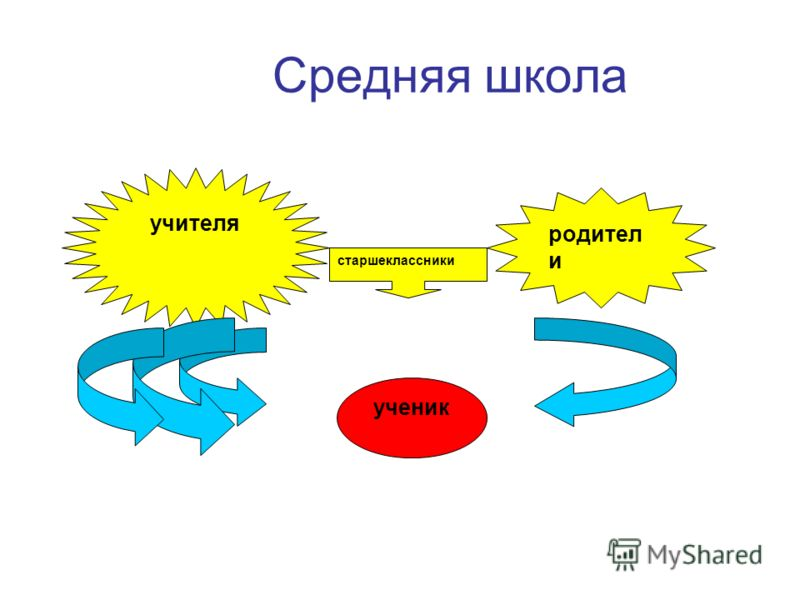 Средняя школа
учителя
родител
и
старшеклассники
ученик
MyShared